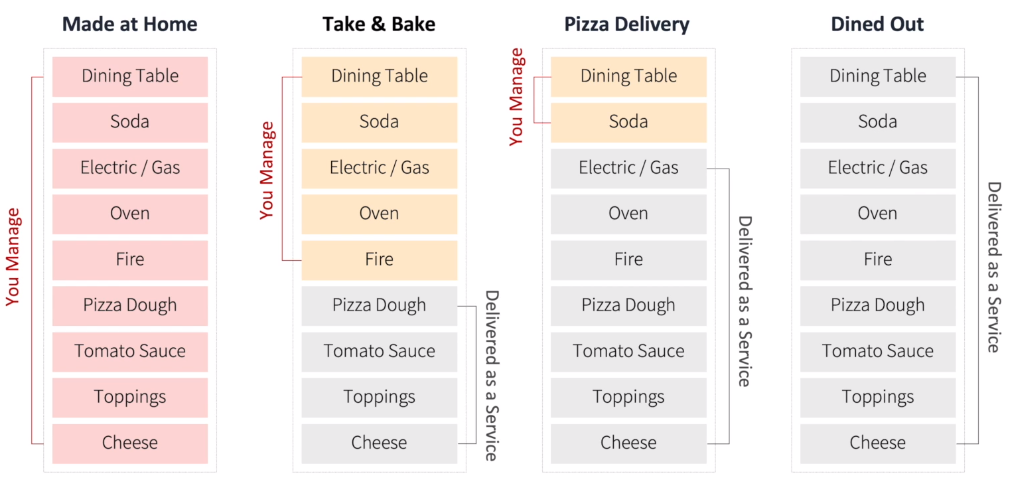 Made at Home
You Manage
Dining Table
Soda
Electric / Gas
Oven
Fire
Pizza Dough
Tomato Sauce
Toppings
Cheese
Take & Bake
You Manage
Dining Table
Soda
Electric / Gas
Oven
Fire
Pizza Dough
Tomato Sauce
Toppings
Cheese
Delivered as a Service
Pizza Delivery
You Manage
Dining Table
Soda
Electric / Gas
Oven
Fire
Pizza Dough
Tomato Sauce
Toppings
Cheese
Delivered as a Service
Dined Out
Dining Table
Soda
Electric / Gas
Oven
Fire
Pizza Dough
Tomato Sauce
Toppings
Cheese
Delivered as a Service